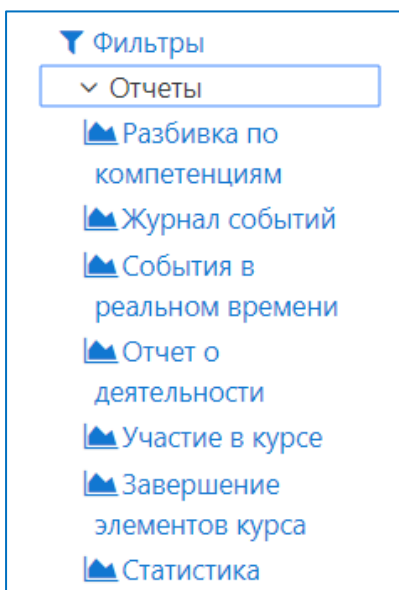 Фильтры
Отчеты
Разбивка по
компетенциям
Журнал событий
События в
реальном времени
Отчет о
деятельности
Участие в курсе
Завершение
элементов курса
Статистика